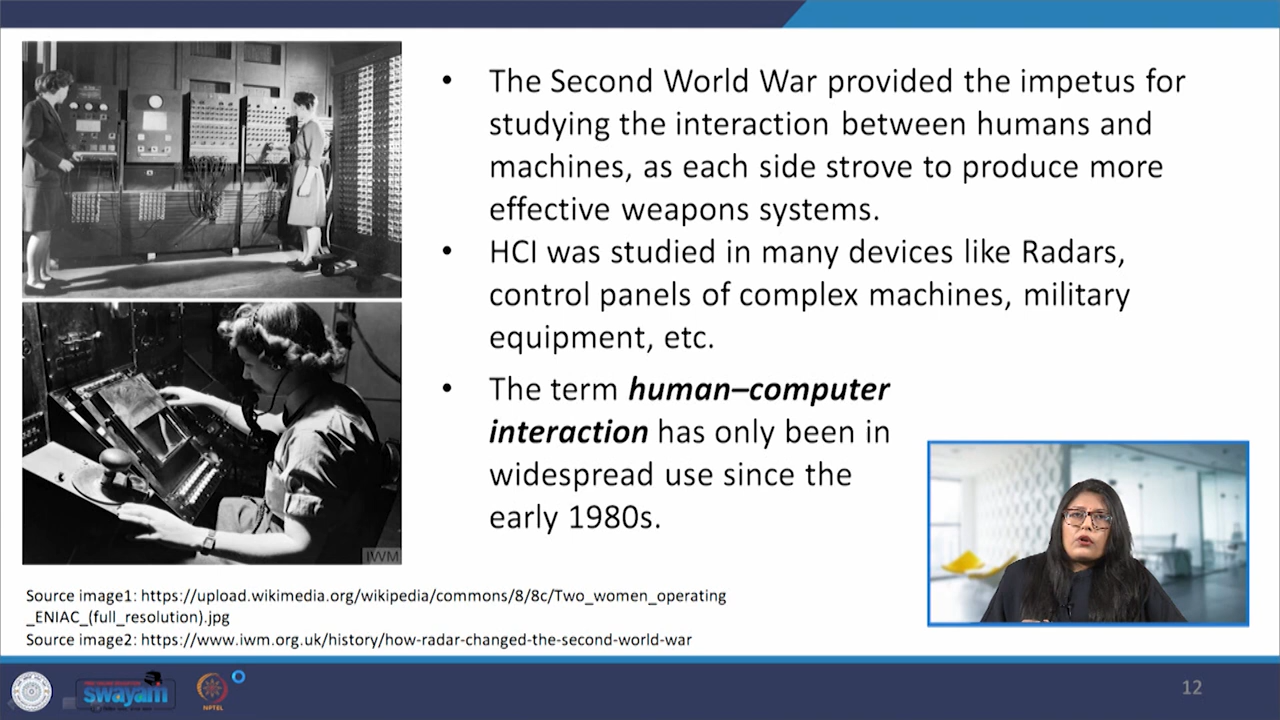 • The Second World War provided the impetus for
studying the interaction between humans and
machines, as each side strove to produce more
effective weapons systems.
• HCI was studied in many devices like Radars,
control panels of complex machines, military
equipment, etc.
• The term human–computer
interaction has only been in
widespread use since the
early 1980s.
IWM
Source image1: https://upload.wikimedia.org/wikipedia/commons/8/8c/Two_women_operating
_ENIAC_(full_resolution).jpg
Source image2: https://www.iwm.org.uk/history/how-radar-changed-the-second-world-war
swayam
NPTEL
12